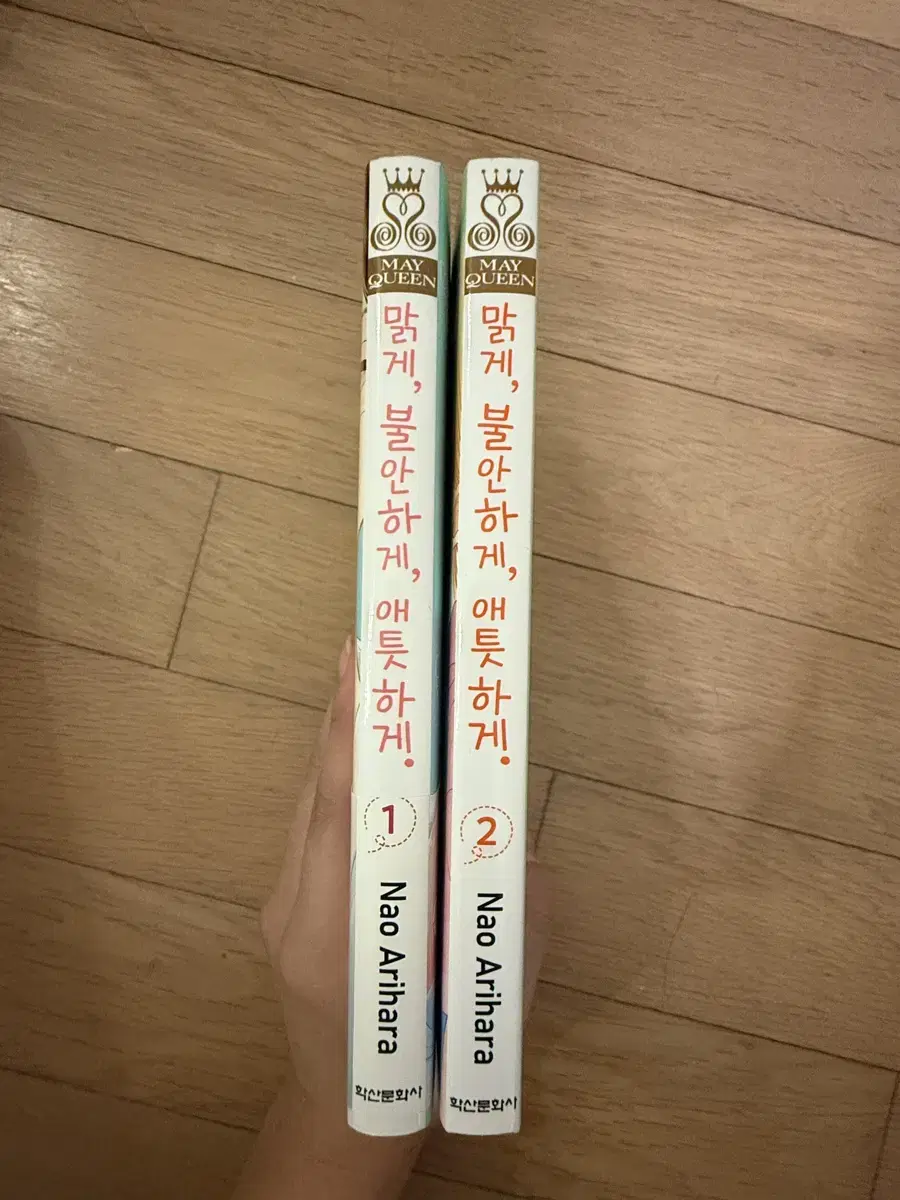 MAY
QUEEN
맑게, 불안하게, 애틋하게.
1
Nao Arihara
학산문화사
MAY
QUEEN
맑게, 불안하게, 애틋하게.
2
Nao Arihara
학산문화사